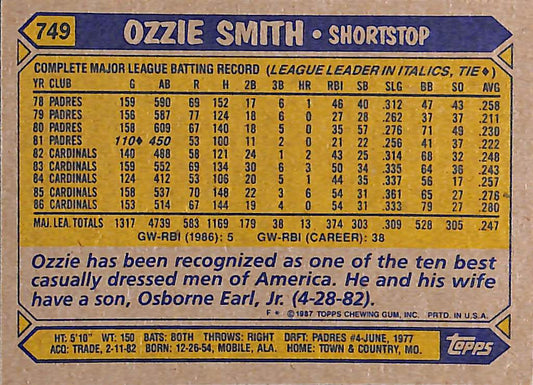 749 OZZIE SMITH • SHORTSTOP
COMPLETE MAJOR LEAGUE BATTING RECORD (LEAGUE LEADER IN ITALICS, TIE♦)
YR CLUB G AB R H 2B 3B HR RBI SB SLG BB SO AVG
78 PADRES 159 590 69 152 17 6 1 46 40 .312 47 43 .258
79 PADRES 156 587 77 124 18 6 0 27 28 .262 37 37 .211
80 PADRES 158 609 67 140 18 5 0 35 57 .276 71 49 .230
81 PADRES 110♦ 450 53 100 11 2 0 21 22 .256 41 37 .222
82 CARDINALS 140 488 58 121 24 1 2 43 25 .314 68 32 .248
83 CARDINALS 159 552 69 134 30 6 3 50 34 .335 64 36 .243
84 CARDINALS 124 412 53 106 20 5 1 44 35 .337 56 17 .257
85 CARDINALS 158 537 70 148 22 3 6 54 31 .361 65 27 .276
86 CARDINALS 153 514 67 144 19 2 0 54 31 .333 79 27 .280
MAJ. LEA. TOTALS 1317 4739 583 1169 179 38 13 374 303 .309 528 305 .247
GW-RBI (1986): 5 GW-RBI (CAREER): 38
Ozzie has been recognized as one of the ten best
casually dressed men of America. He and his wife
have a son, Osborne Earl, Jr. (4-28-82).
F * © 1987 TOPPS CHEWING GUM, INC. PRTD. IN U.S.A.
HT: 5'10" WT: 150 BATS: BOTH THROWS: RIGHT DRFT: PADRES #4-JUNE, 1977
ACQ: TRADE, 2-11-82 BORN: 12-26-54, MOBILE, ALA. HOME: TOWN & COUNTRY, MO.
TOPPS